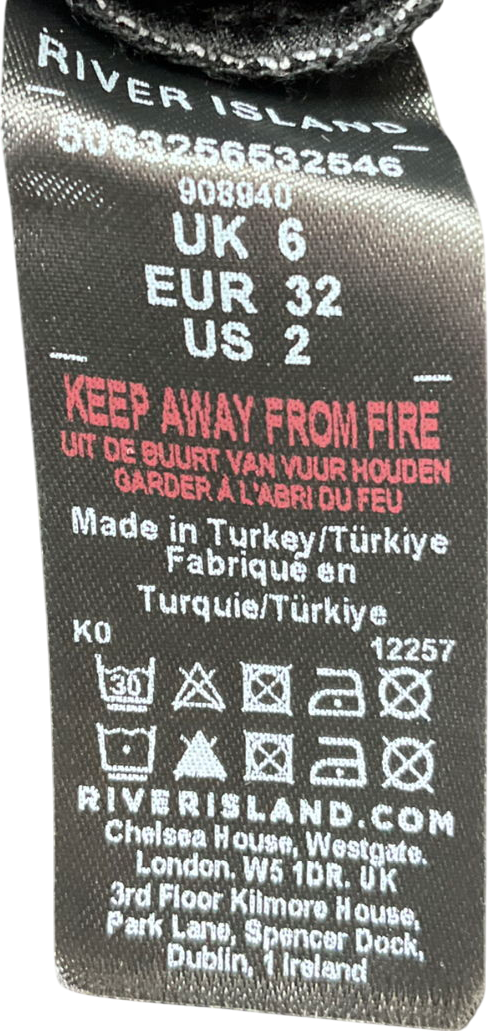 RIVER ISLAND
5063256532546
908940
UK 6
EUR 32
US 2
KEEP AWAY FROM FIRE
UIT DE BUURT VAN VUUR HOUDEN
GARDER À L'ABRI DU FEU
Made in Turkey/Türkiye
Fabriqué en
Turquie/Türkiye
K0
12257
30
RIVERISLAND.COM
Chelsea House, Westgate.
London. W5 1DR. UK
3rd Floor Kilmore House,
Park Lane, Spencer Dock,
Dublin, 1 Ireland